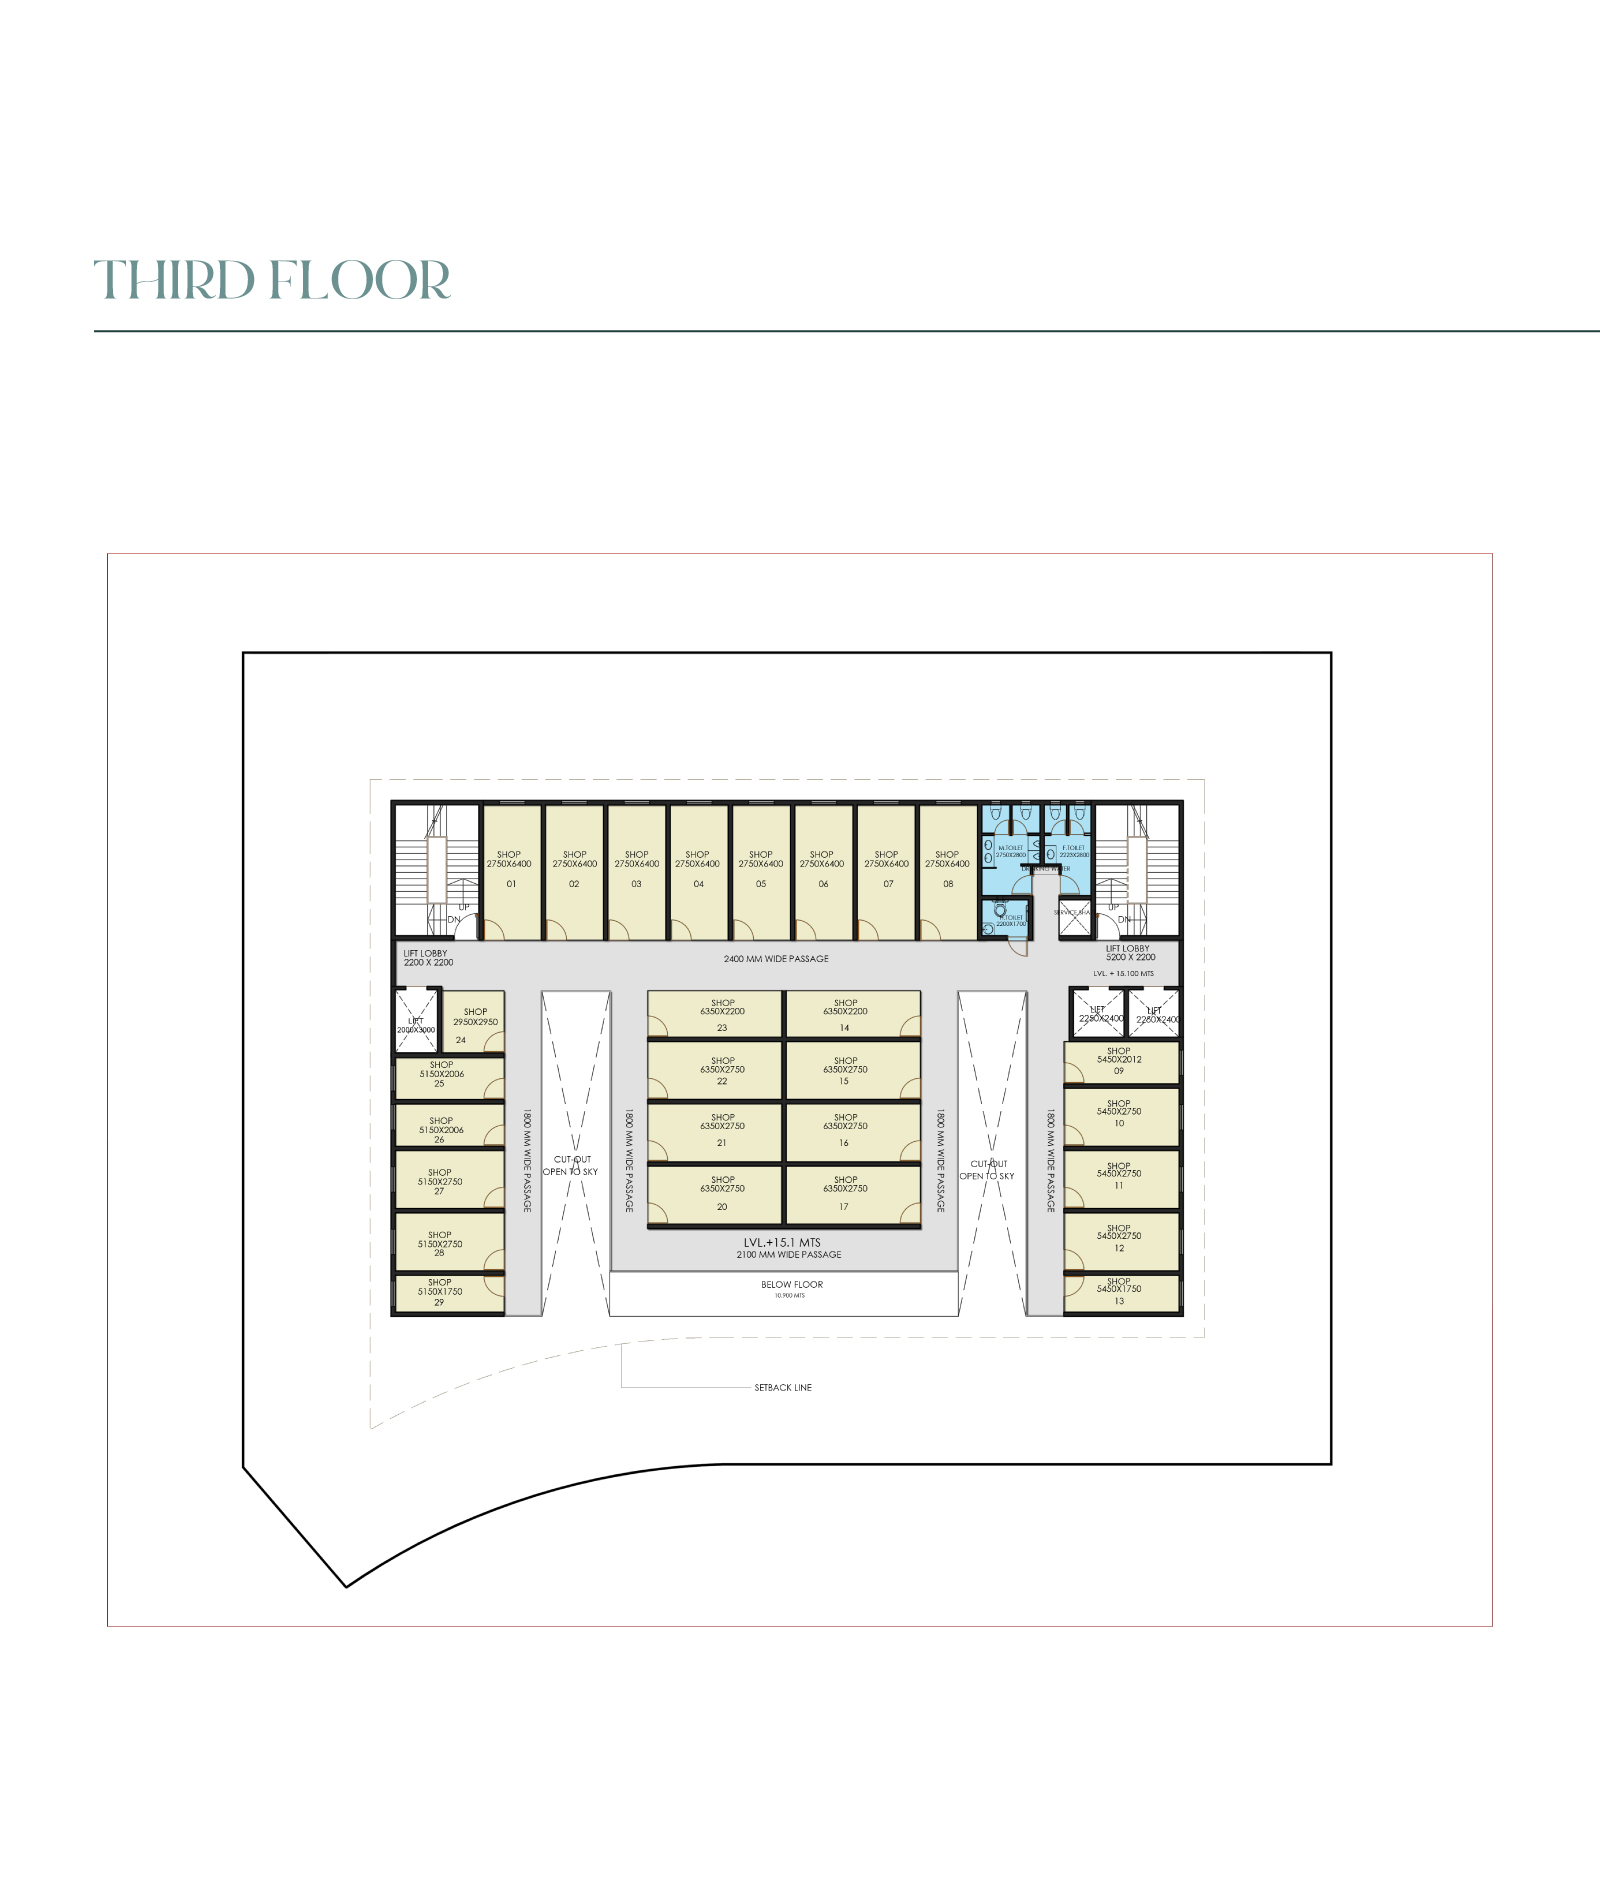 THIRD FLOOR
SHOP
2750X6400
01
SHOP
2750X6400
02
SHOP
2750X6400
03
SHOP
2750X6400
04
SHOP
2750X6400
05
SHOP
2750X6400
06
SHOP
2750X6400
07
SHOP
2750X6400
08
M.TOILET
2750X2800
F.TOILET
2225X2800
DRINKING WATER
2200X1700
UP
DN
UP
DN
LIFT LOBBY
2200 X 2200
2400 MM WIDE PASSAGE
LIFT LOBBY
5200 X 2200
LVL. + 15.100 MTS
LIFT
2000X3000
SHOP
2950X2950
24
SHOP
6350X2200
23
SHOP
6350X2200
14
LIFT
2250X2400
LIFT
2250X2400
SHOP
5150X2006
25
SHOP
6350X2750
22
SHOP
6350X2750
15
SHOP
5450X2012
09
SHOP
5150X2006
26
SHOP
6350X2750
21
SHOP
6350X2750
16
SHOP
5450X2750
10
1800 MM WIDE PASSAGE
1800 MM WIDE PASSAGE
1800 MM WIDE PASSAGE
1800 MM WIDE PASSAGE
CUT-OUT
OPEN TO SKY
CUT-OUT
OPEN TO SKY
SHOP
5150X2750
27
SHOP
6350X2750
20
SHOP
6350X2750
17
SHOP
5450X2750
11
SHOP
5150X2750
28
LVL.+15.1 MTS
2100 MM WIDE PASSAGE
SHOP
5450X2750
12
SHOP
5150X1750
29
BELOW FLOOR
10.900 MTS
SHOP
5450X1750
13
SETBACK LINE